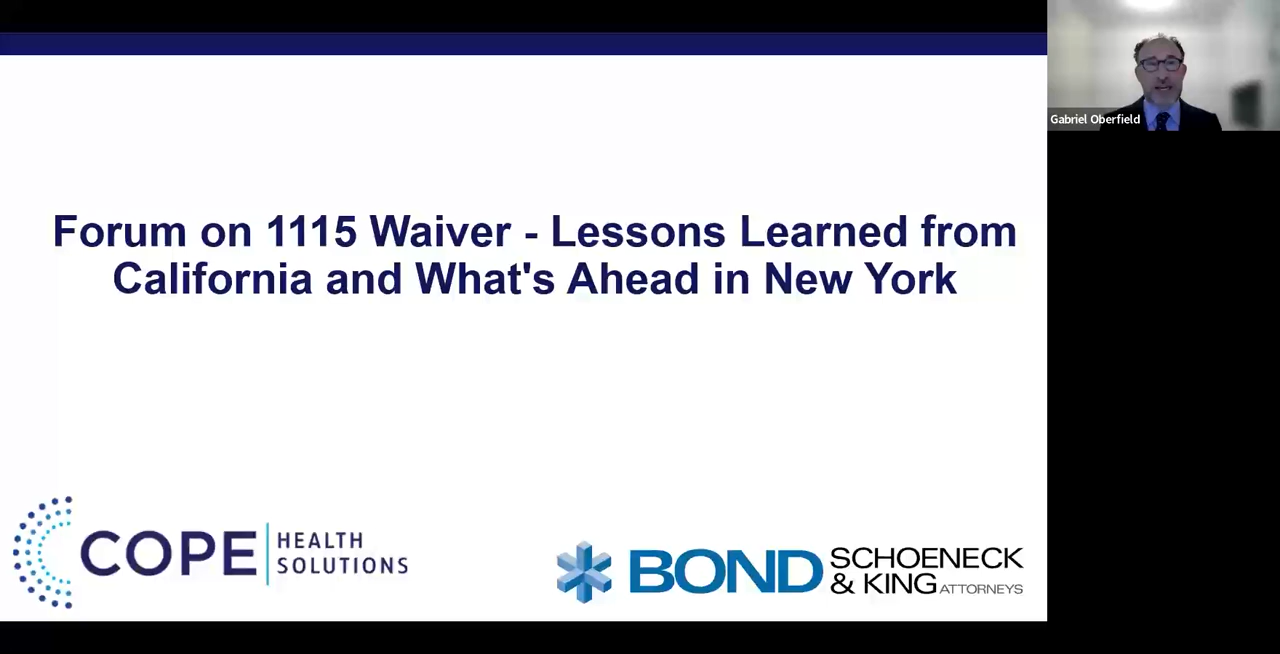 Forum on 1115 Waiver - Lessons Learned from
California and What's Ahead in New York
COPE
HEALTH
SOLUTIONS
BOND
SCHOENECK
& KING ATTORNEYS
Gabriel Oberfield